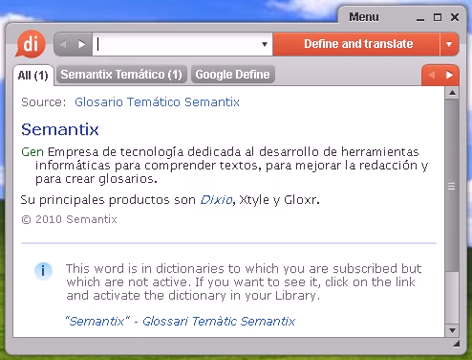 Menu
di
Define and translate
All (1) Semantix Temático (1) Google Define
Source: Glosario Temático Semantix
Semantix
Gen Empresa de tecnología dedicada al desarrollo de herramientas
informáticas para comprender textos, para mejorar la redacción y
para crear glosarios.
Su principales productos son Dixio, Xtyle y Gloxr.
© 2010 Semantix
i
This word is in dictionaries to which you are subscribed but
which are not active. If you want to see it, click on the link
and activate the dictionary in your Library.
"Semantix" - Glossari Temàtic Semantix